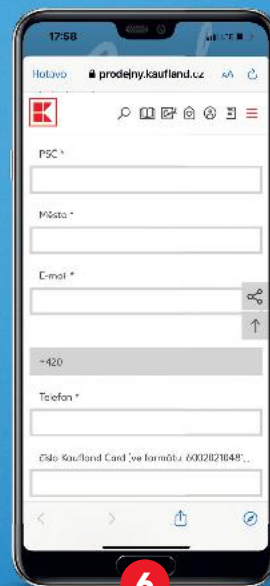 17:58
Hotovo
prodejny.kaufland.cz
AA
K
PSČ *
Město *
E-mail *
+420
Telefon *
číslo Kaufland Card (ve formátu: 6002021048'...
6